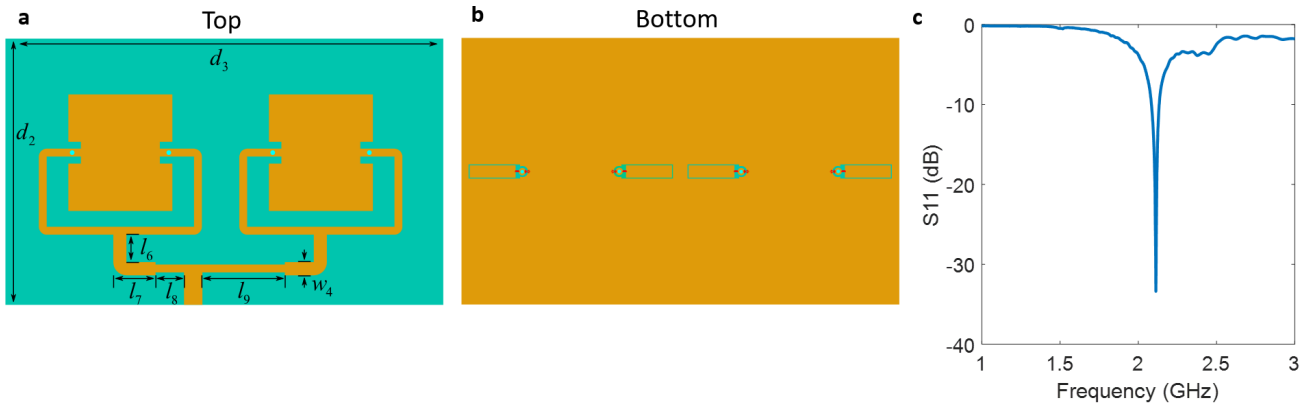 a Top
d3
d2
l6
l7
l8
l9
w4
b Bottom
c
0
-10
-20
-30
-40
S11 (dB)
1 1.5 2 2.5 3
Frequency (GHz)